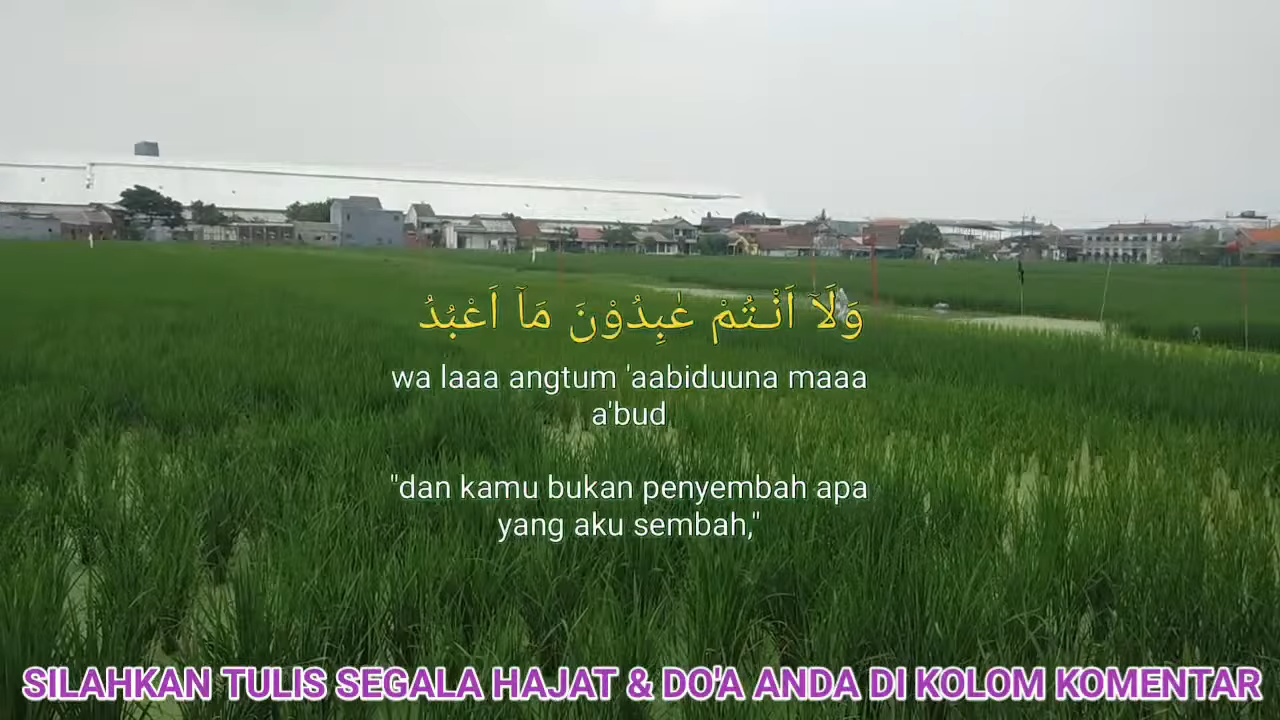 وَلَآ اَنْـتُمْ عٰبِدُوْنَ مَآ اَعْبُدُ
wa laaa angtum 'aabiduuna maaa
a'bud
"dan kamu bukan penyembah apa
yang aku sembah,"
SILAHKAN TULIS SEGALA HAJAT & DO'A ANDA DI KOLOM KOMENTAR